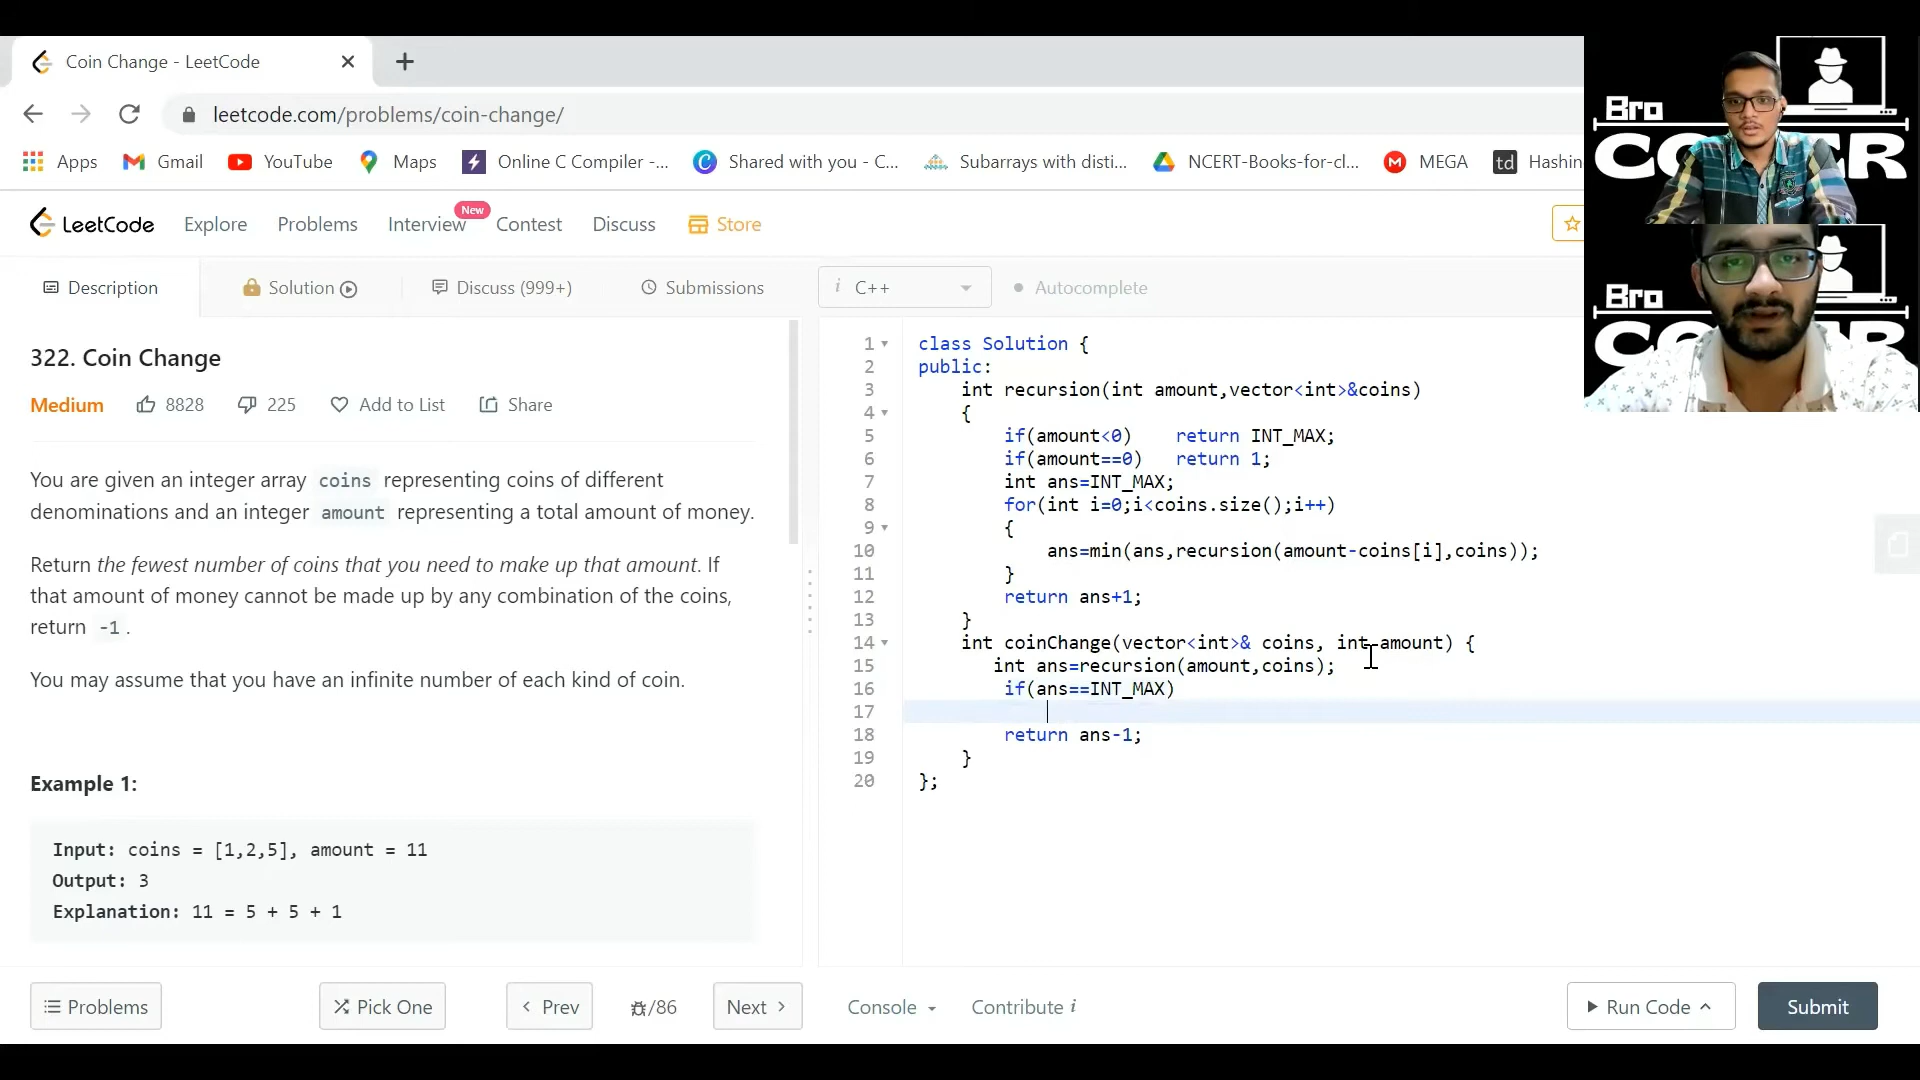 Coin Change - LeetCode
leetcode.com/problems/coin-change/
Apps Gmail YouTube Maps Online C Compiler -... Shared with you - C... Subarrays with disti... NCERT-Books-for-cl... MEGA td Hashin
Bro
LeetCode Explore Problems Interview New Contest Discuss Store
Description Solution Discuss (999+) Submissions i C++ Autocomplete
Bro
322. Coin Change
Medium 8828 225 Add to List Share
You are given an integer array coins representing coins of different
denominations and an integer amount representing a total amount of money.
Return the fewest number of coins that you need to make up that amount. If
that amount of money cannot be made up by any combination of the coins,
return -1 .
You may assume that you have an infinite number of each kind of coin.
Example 1:
Input: coins = [1,2,5], amount = 11
Output: 3
Explanation: 11 = 5 + 5 + 1
1 class Solution {
2 public:
3 int recursion(int amount,vector<int>&coins)
4 {
5 if(amount<0) return INT_MAX;
6 if(amount==0) return 1;
7 int ans=INT_MAX;
8 for(int i=0;i<coins.size();i++)
9 {
10 ans=min(ans,recursion(amount-coins[i],coins));
11 }
12 return ans+1;
13 }
14 int coinChange(vector<int>& coins, int amount) {
15 int ans=recursion(amount,coins);
16 if(ans==INT_MAX)
17
18 return ans-1;
19 }
20 };
Problems Pick One Prev /86 Next Console Contribute i Run Code Submit